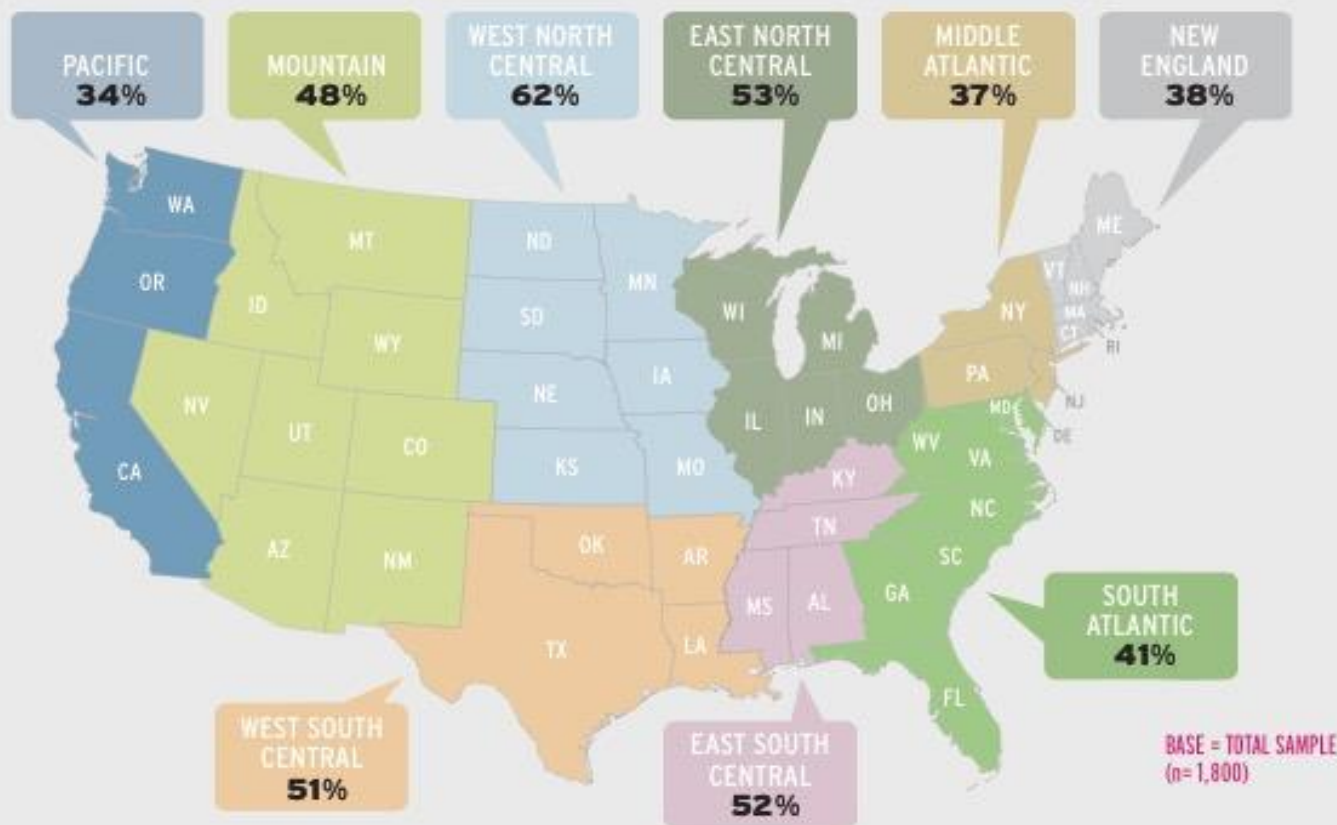 PACIFIC
34%
MOUNTAIN
48%
WEST NORTH
CENTRAL
62%
EAST NORTH
CENTRAL
53%
MIDDLE
ATLANTIC
37%
NEW
ENGLAND
38%
WA
OR
CA
MT
ID
WY
NV
UT
CO
AZ
NM
ND
MN
SD
IA
NE
KS
MO
WI
MI
IL
IN
OH
NY
PA
NJ
ME
VT
NH
MA
CT
RI
MD
DE
WV
VA
KY
NC
TN
SC
OK
AR
MS
AL
GA
TX
LA
FL
SOUTH
ATLANTIC
41%
WEST SOUTH
CENTRAL
51%
EAST SOUTH
CENTRAL
52%
BASE = TOTAL SAMPLE
(n= 1,800)